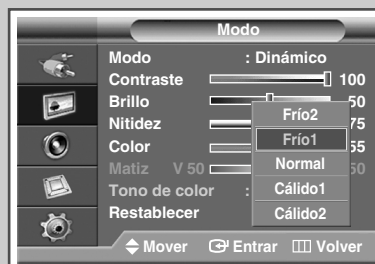 Modo
Modo : Dinámico
Contraste 100
Brillo 50
Nitidez 75
Color 55
Matiz V 50 50
Tono de color :
Restablecer
Frío2
Frío1
Normal
Cálido1
Cálido2
Mover Entrar Volver